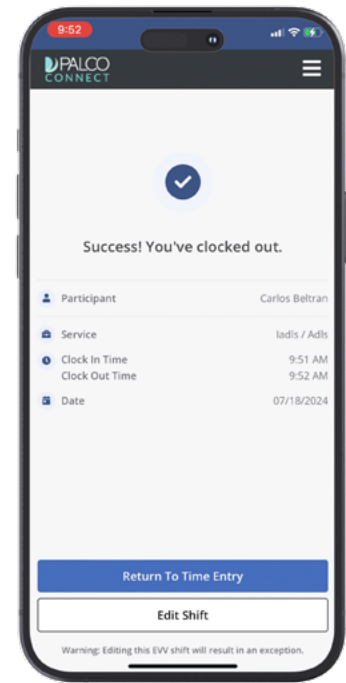 9:52
PALCO
CONNECT
Success! You've clocked out.
Participant Carlos Beltran
Service Iadls / Adls
Clock In Time 9:51 AM
Clock Out Time 9:52 AM
Date 07/18/2024
Return To Time Entry
Edit Shift
Warning: Editing this EVV shift will result in an exception.